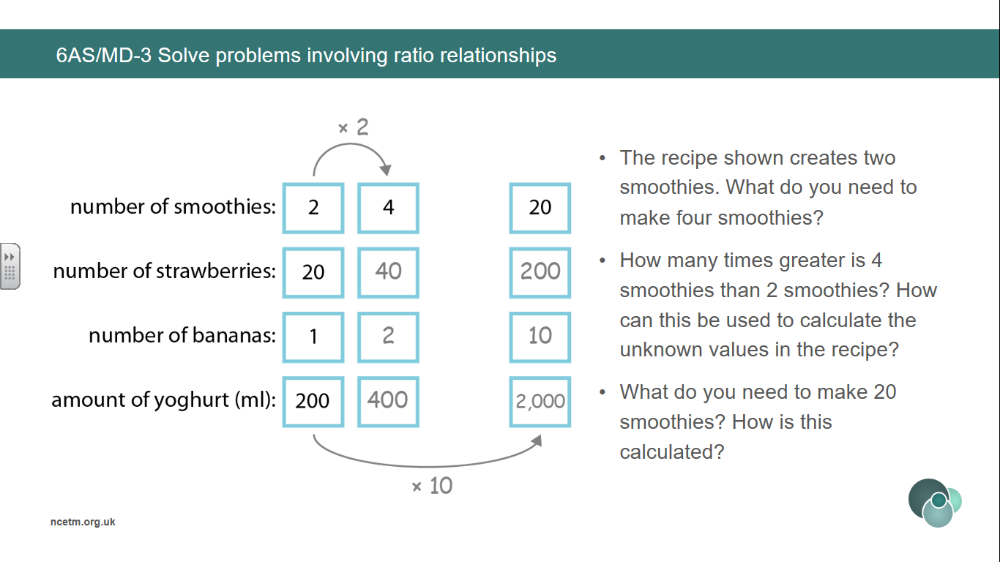 6AS/MD-3 Solve problems involving ratio relationships
× 2
number of smoothies: 2 4 20
number of strawberries: 20 40 200
number of bananas: 1 2 10
amount of yoghurt (ml): 200 400 2,000
× 10
• The recipe shown creates two
smoothies. What do you need to
make four smoothies?
• How many times greater is 4
smoothies than 2 smoothies? How
can this be used to calculate the
unknown values in the recipe?
• What do you need to make 20
smoothies? How is this
calculated?
ncetm.org.uk